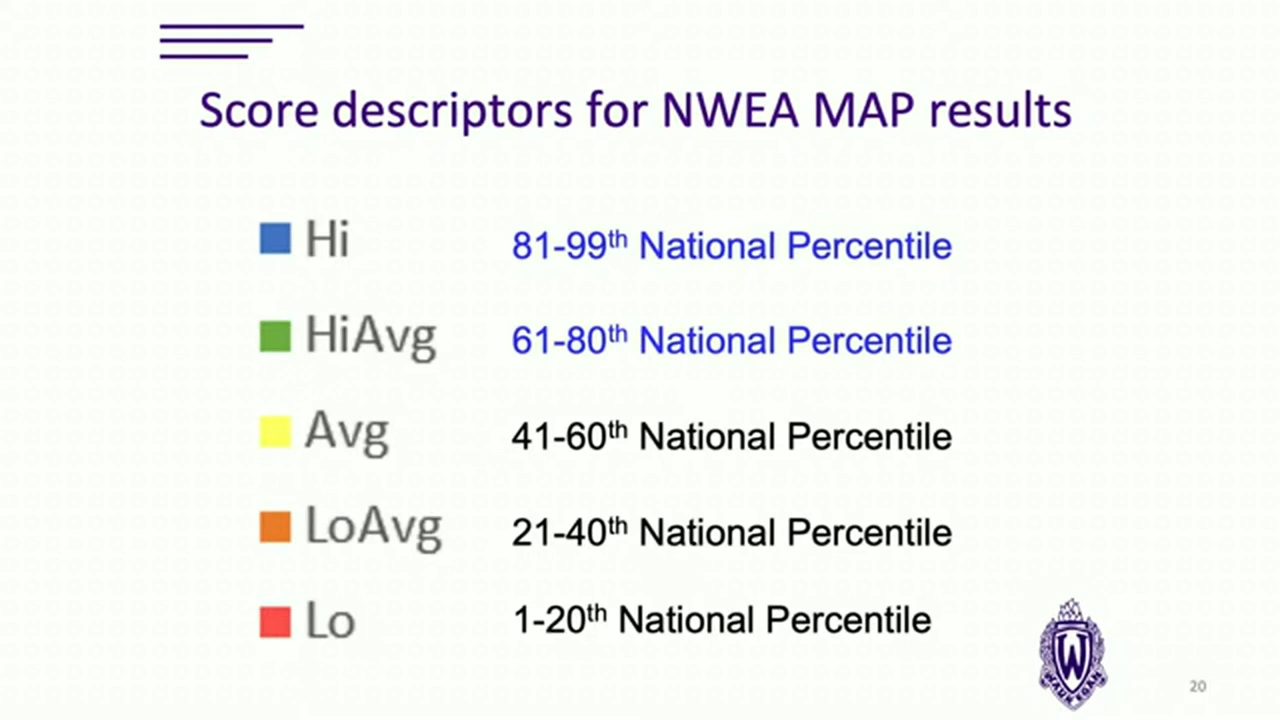 Score descriptors for NWEA MAP results
Hi 81-99th National Percentile
HiAvg 61-80th National Percentile
Avg 41-60th National Percentile
LoAvg 21-40th National Percentile
Lo 1-20th National Percentile
W
WAUKEGAN
20